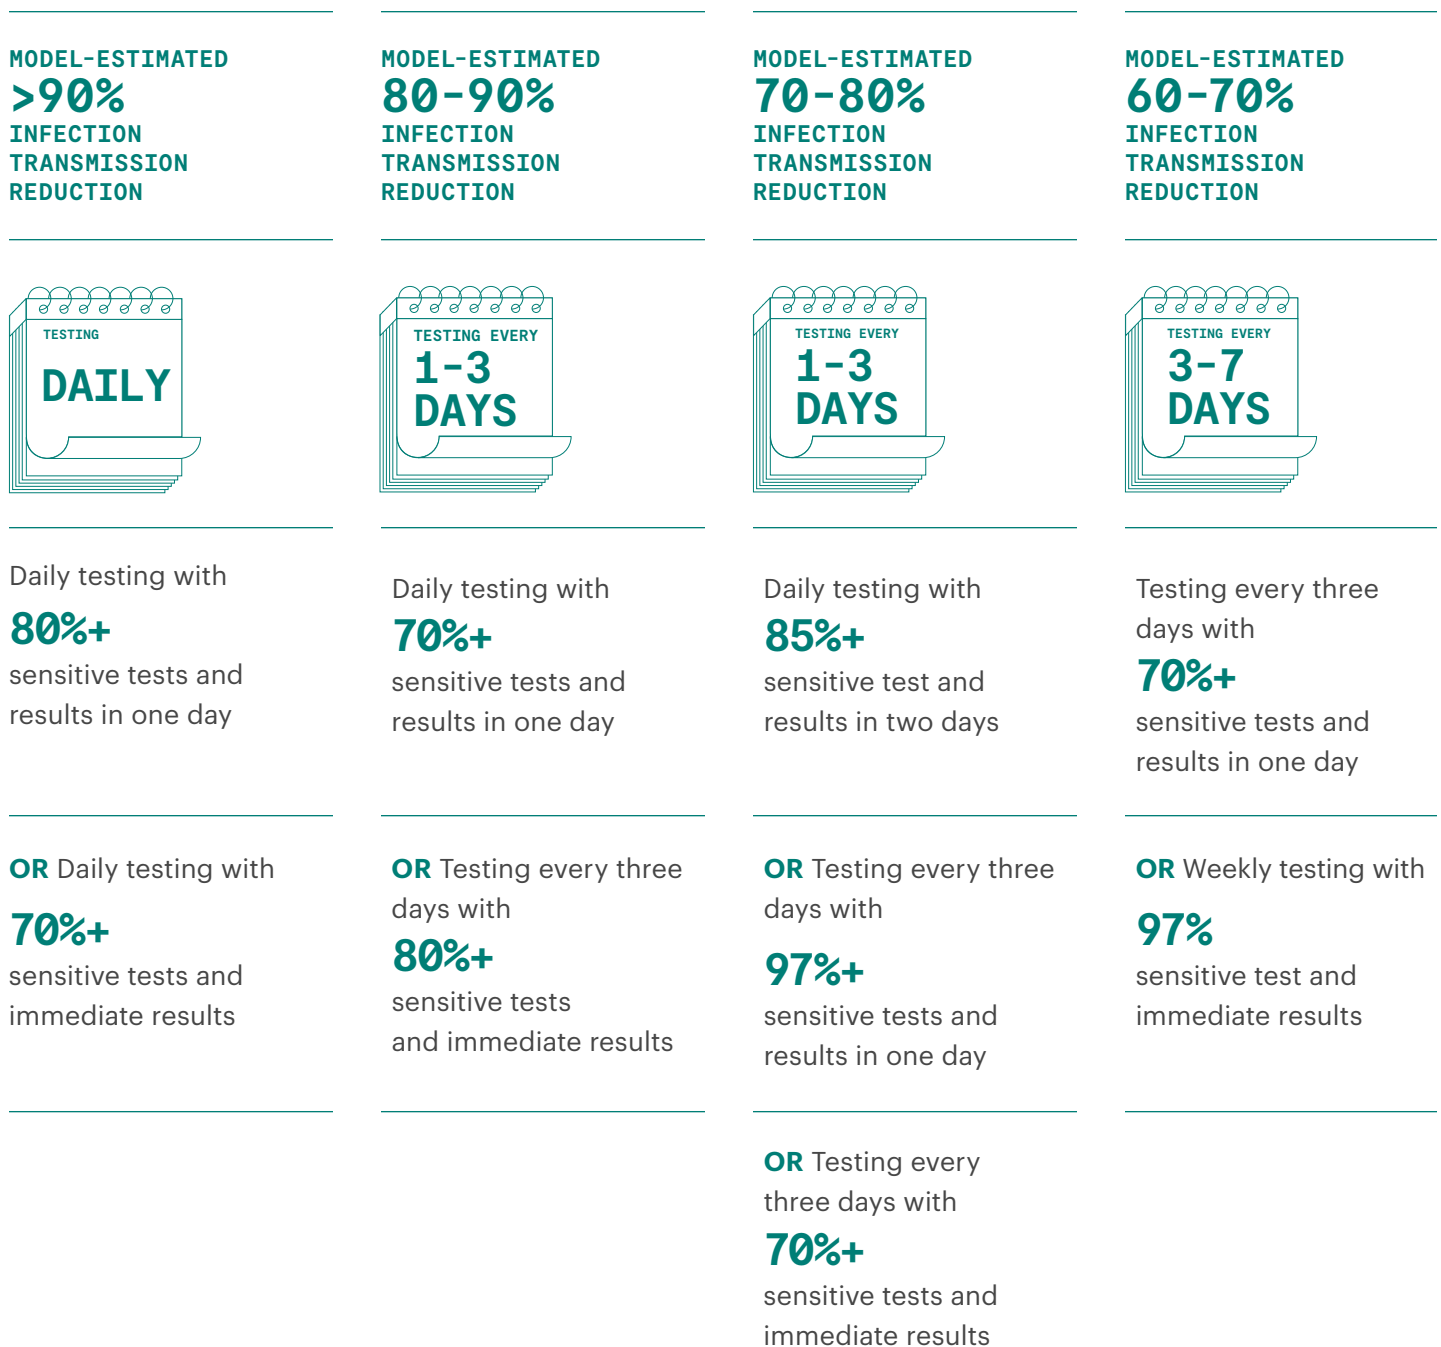 MODEL-ESTIMATED
>90%
INFECTION
TRANSMISSION
REDUCTION
TESTING
DAILY
Daily testing with
80%+
sensitive tests and
results in one day
OR Daily testing with
70%+
sensitive tests and
immediate results
MODEL-ESTIMATED
80-90%
INFECTION
TRANSMISSION
REDUCTION
TESTING EVERY
1-3
DAYS
Daily testing with
70%+
sensitive tests and
results in one day
OR Testing every three
days with
80%+
sensitive tests
and immediate results
MODEL-ESTIMATED
70-80%
INFECTION
TRANSMISSION
REDUCTION
TESTING EVERY
1-3
DAYS
Daily testing with
85%+
sensitive test and
results in two days
OR Testing every three
days with
97%+
sensitive tests and
results in one day
OR Testing every
three days with
70%+
sensitive tests and
immediate results
MODEL-ESTIMATED
60-70%
INFECTION
TRANSMISSION
REDUCTION
TESTING EVERY
3-7
DAYS
Testing every three
days with
70%+
sensitive tests and
results in one day
OR Weekly testing with
97%
sensitive test and
immediate results